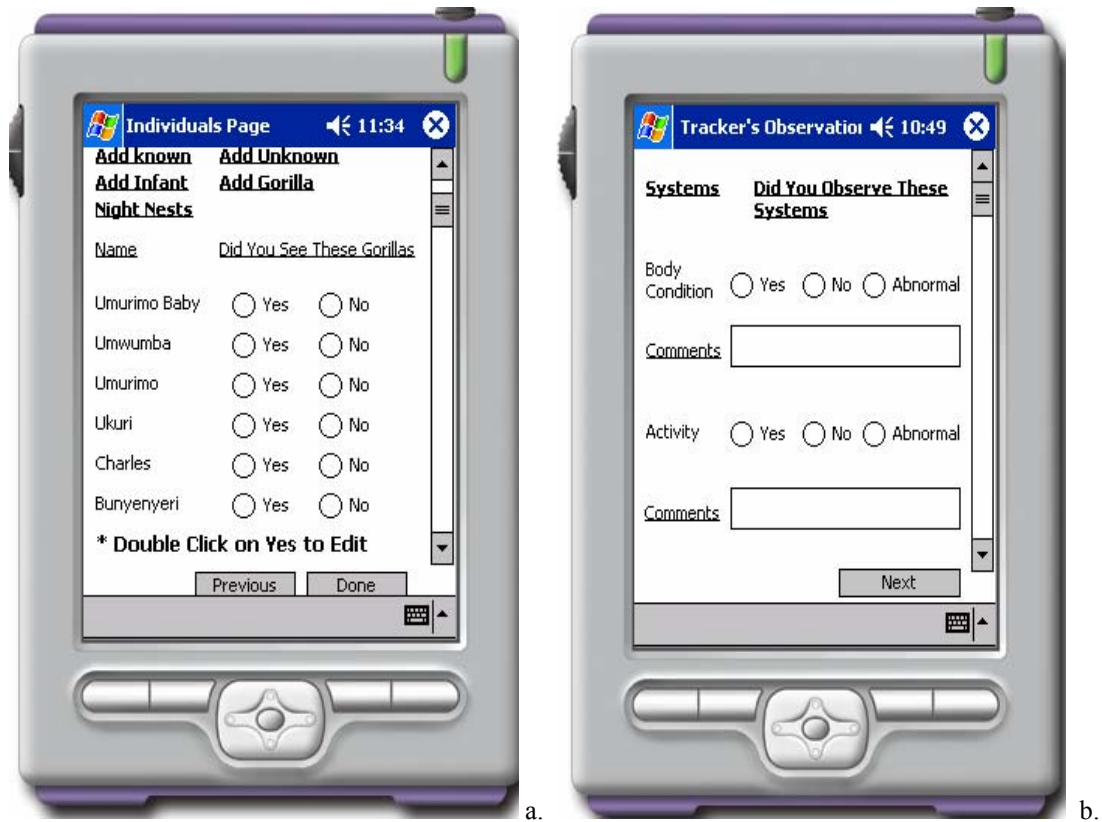 Individuals Page 11:34
Add known Add Unknown
Add Infant Add Gorilla
Night Nests
Name Did You See These Gorillas
Umurimo Baby Yes No
Umwumba Yes No
Umurimo Yes No
Ukuri Yes No
Charles Yes No
Bunyenyeri Yes No
* Double Click on Yes to Edit
Previous Done
a.
Tracker's Observation 10:49
Systems Did You Observe These
Systems
Body
Condition Yes No Abnormal
Comments
Activity Yes No Abnormal
Comments
Next
b.